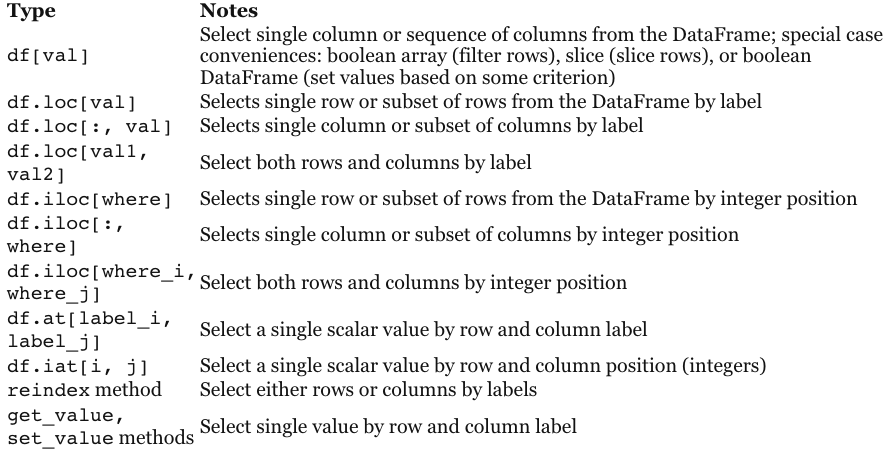 Type Notes
Select single column or sequence of columns from the DataFrame; special case
df[val] conveniences: boolean array (filter rows), slice (slice rows), or boolean
DataFrame (set values based on some criterion)
df.loc[val] Selects single row or subset of rows from the DataFrame by label
df.loc[:, val] Selects single column or subset of columns by label
df.loc[val1,
val2] Select both rows and columns by label
df.iloc[where] Selects single row or subset of rows from the DataFrame by integer position
df.iloc[:,
where] Selects single column or subset of columns by integer position
df.iloc[where_i,
where_j] Select both rows and columns by integer position
df.at[label_i,
label_j] Select a single scalar value by row and column label
df.iat[i, j] Select a single scalar value by row and column position (integers)
reindex method Select either rows or columns by labels
get_value,
set_value methods Select single value by row and column label